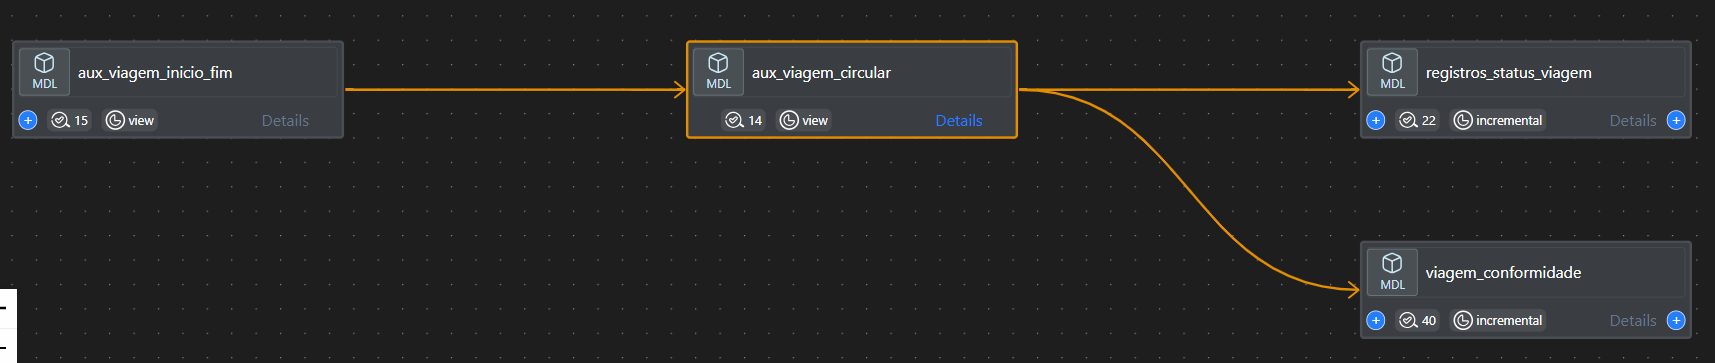 MDL
aux_viagem_inicio_fim
15
view
Details
MDL
aux_viagem_circular
14
view
Details
MDL
registros_status_viagem
22
incremental
Details
MDL
viagem_conformidade
40
incremental
Details